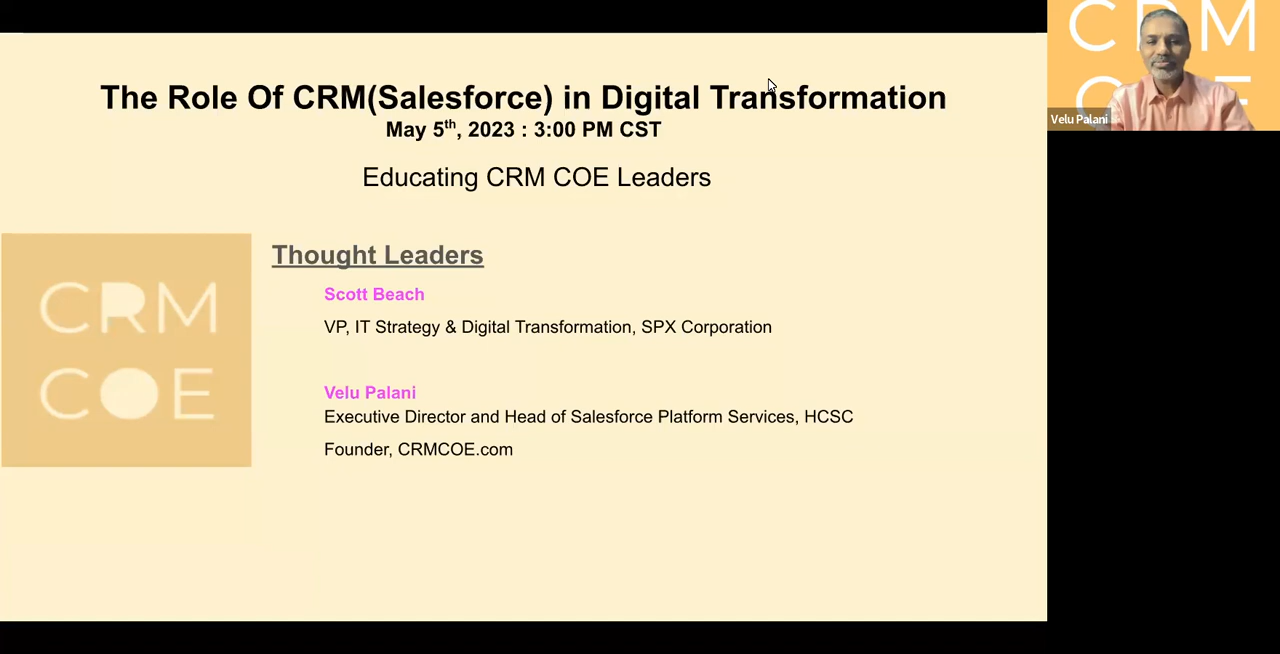 The Role Of CRM(Salesforce) in Digital Transformation
May 5th, 2023 : 3:00 PM CST
Educating CRM COE Leaders
CRM
COE
Thought Leaders
Scott Beach
VP, IT Strategy & Digital Transformation, SPX Corporation
Velu Palani
Executive Director and Head of Salesforce Platform Services, HCSC
Founder, CRMCOE.com
CRM
COE
Velu Palani